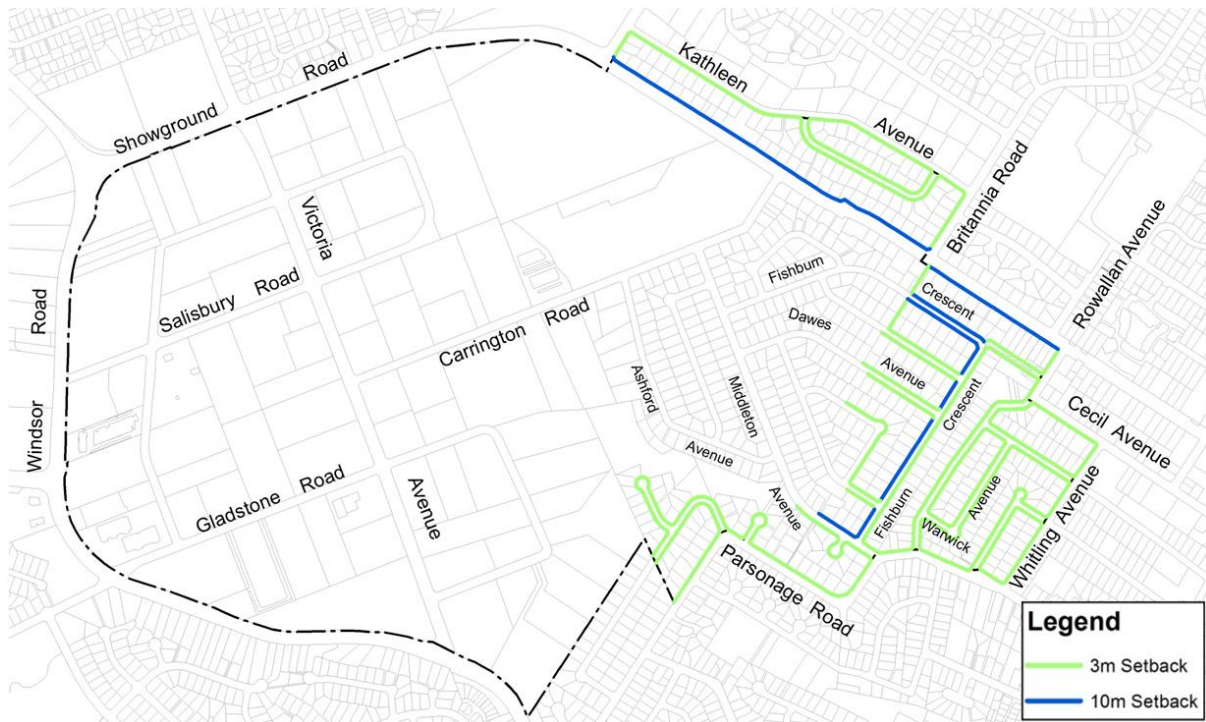 Kathleen
Avenue
Showground
Road
Britannia Road
Rowallan Avenue
Victoria
Fishburn
Crescent
Salisbury Road
Dawes
Carrington Road
Avenue
Ashford
Middleton
Crescent
Cecil Avenue
Windsor
Road
Avenue
Gladstone Road
Avenue
Avenue
Fishburn
Warwick
Avenue
Whitling Avenue
Parsonage Road
Legend
3m Setback
10m Setback